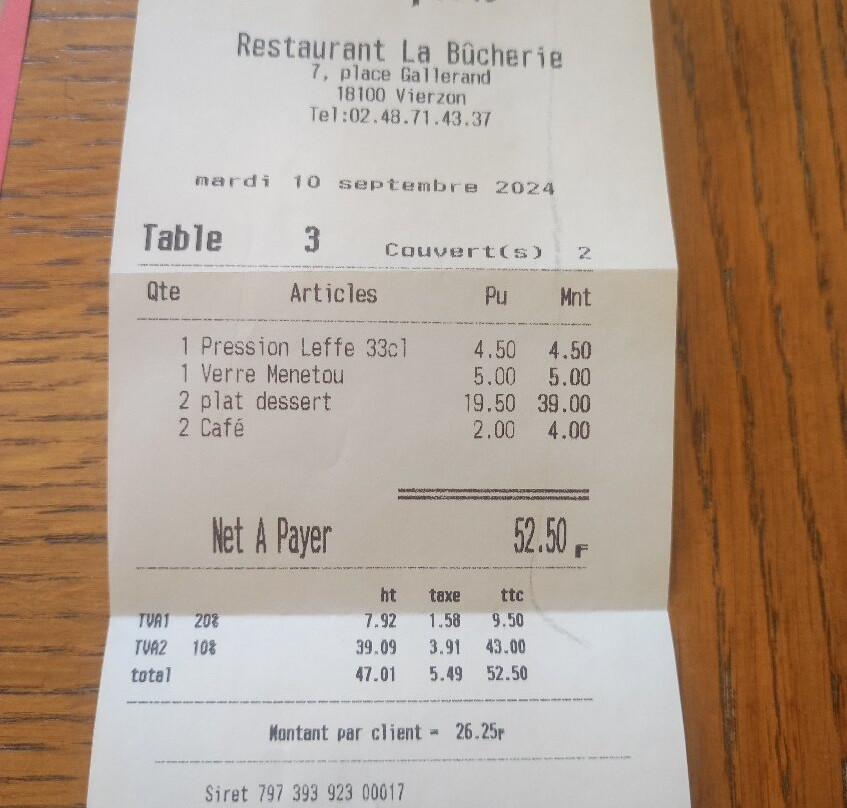 Restaurant La Bûcherie
7, place Gallerand
18100 Vierzon
Tel:02.48.71.43.37
mardi 10 septembre 2024
Table 3 Couvert(s) 2
Qte Articles Pu Mnt
1 Pression Leffe 33cl 4.50 4.50
1 Verre Menetou 5.00 5.00
2 plat dessert 19.50 39.00
2 Café 2.00 4.00
Net A Payer 52.50 F
ht taxe ttc
TVA1 20% 7.92 1.58 9.50
TVA2 10% 39.09 3.91 43.00
total 47.01 5.49 52.50
Montant par client = 26.25F
Siret 797 393 923 00017